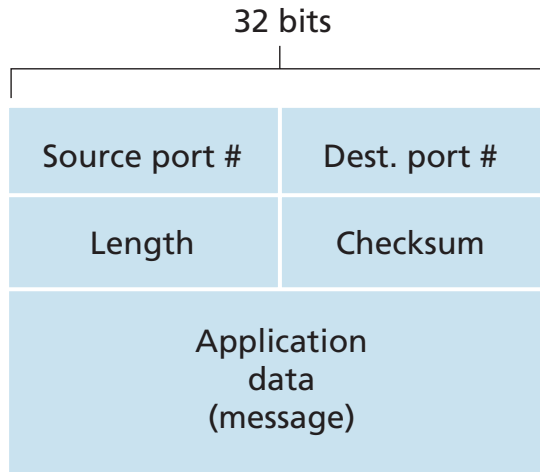 32 bits
Source port #
Dest. port #
Length
Checksum
Application
data
(message)